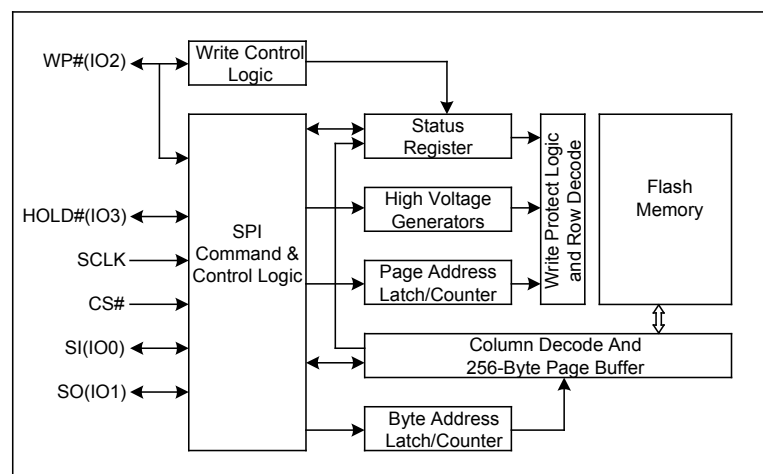 WP#(IO2)
Write Control
Logic
Status
Register
Flash
Memory
Write Protect Logic
and Row Decode
HOLD#(IO3)
High Voltage
Generators
SPI
Command &
Control Logic
SCLK
Page Address
Latch/Counter
CS#
SI(IO0)
Column Decode And
256-Byte Page Buffer
SO(IO1)
Byte Address
Latch/Counter